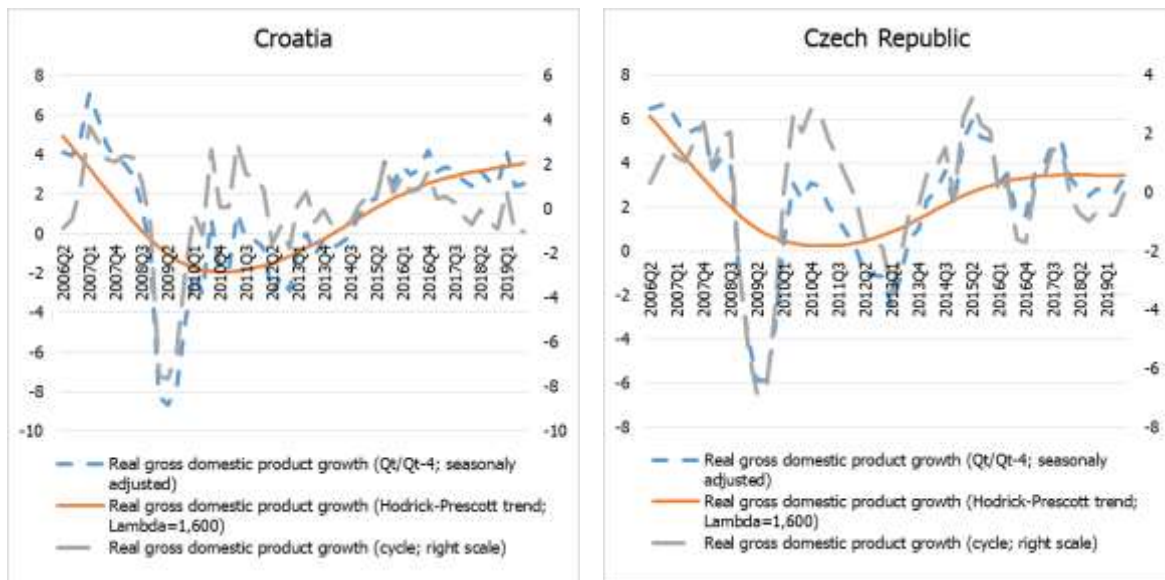 Croatia
8
6
4
2
0
-2
-4
-6
-8
-10
6
4
2
0
-2
-4
-6
-8
-10
2006Q2
2007Q1
2007Q4
2008Q3
2009Q2
2010Q1
2010Q4
2011Q3
2012Q2
2013Q1
2013Q4
2014Q3
2015Q2
2016Q1
2016Q4
2017Q3
2018Q2
2019Q1
Real gross domestic product growth (Qt/Qt-4; seasonaly
adjusted)
Real gross domestic product growth (Hodrick-Prescott trend;
Lambda=1,600)
Real gross domestic product growth (cycle; right scale)
Czech Republic
8
6
4
2
0
-2
-4
-6
-8
4
2
0
-2
-4
-6
-8
2006Q2
2007Q1
2007Q4
2008Q3
2009Q2
2010Q1
2010Q4
2011Q3
2012Q2
2013Q1
2013Q4
2014Q3
2015Q2
2016Q1
2016Q4
2017Q3
2018Q2
2019Q1
Real gross domestic product growth (Qt/Qt-4; seasonaly
adjusted)
Real gross domestic product growth (Hodrick-Prescott trend;
Lambda=1,600)
Real gross domestic product growth (cycle; right scale)